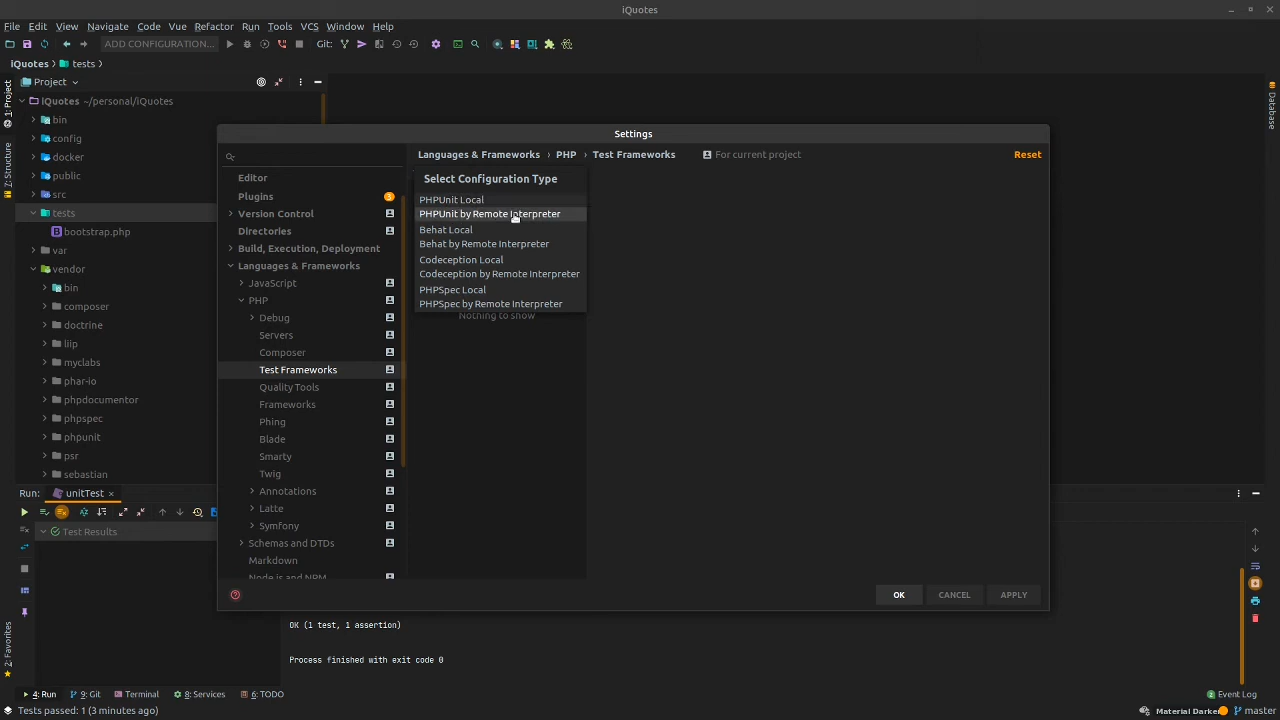 iQuotes
File Edit View Navigate Code Vue Refactor Run Tools VCS Window Help
ADD CONFIGURATION... Git:
iQuotes › tests ›
Project
1: Project
Z: Structure
2: Favorites
Database
iQuotes ~/personal/iQuotes
bin
config
docker
public
src
tests
bootstrap.php
var
vendor
bin
composer
doctrine
liip
myclabs
phar-io
phpdocumentor
phpspec
phpunit
psr
sebastian
Settings
Editor
Plugins 3
Version Control
Directories
Build, Execution, Deployment
Languages & Frameworks
JavaScript
PHP
Debug
Servers
Composer
Test Frameworks
Quality Tools
Frameworks
Phing
Blade
Smarty
Twig
Annotations
Latte
Symfony
Schemas and DTDs
Markdown
Node.js and NPM
Languages & Frameworks › PHP › Test Frameworks For current project Reset
Select Configuration Type
PHPUnit Local
PHPUnit by Remote Interpreter
Behat Local
Behat by Remote Interpreter
Codeception Local
Codeception by Remote Interpreter
PHPSpec Local
PHPSpec by Remote Interpreter
Nothing to show
OK CANCEL APPLY
Run: unitTest ×
Test Results
OK (1 test, 1 assertion)
Process finished with exit code 0
4: Run 9: Git Terminal 8: Services 6: TODO 2 Event Log
Tests passed: 1 (3 minutes ago) Material Darker master